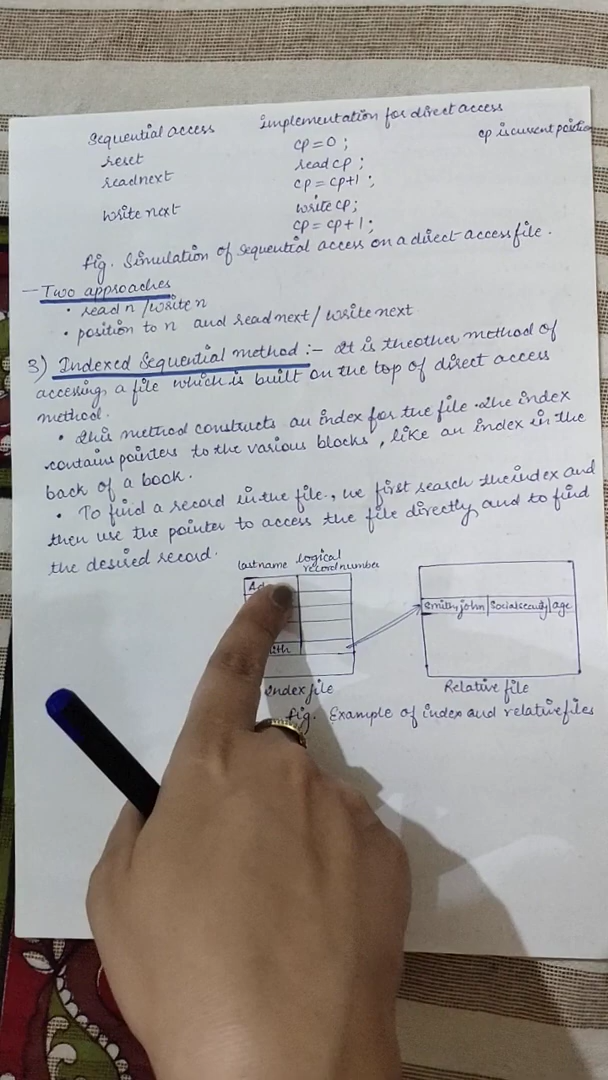 Sequential access Implementation for direct access
reset cp = 0 ; cp is current position
readnext read cp ;
cp = cp+1 ;
write next write cp;
cp = cp + 1 ;
fig. Simulation of sequential access on a direct access file.
— Two approaches
• read n / write n
• position to n and readnext / write next
3) Indexed Sequential method :- It is the other method of
accessing a file which is built on the top of direct access
method.
• This method constructs an index for the file. The index
contains pointers to the various blocks, like an index in the
back of a book.
• To find a record in the file, we first search the index and
then use the pointer to access the file directly and to find
the desired record.
last name logical
record number
Smith, john | social security | age
Index file Relative file
fig. Example of index and relative files